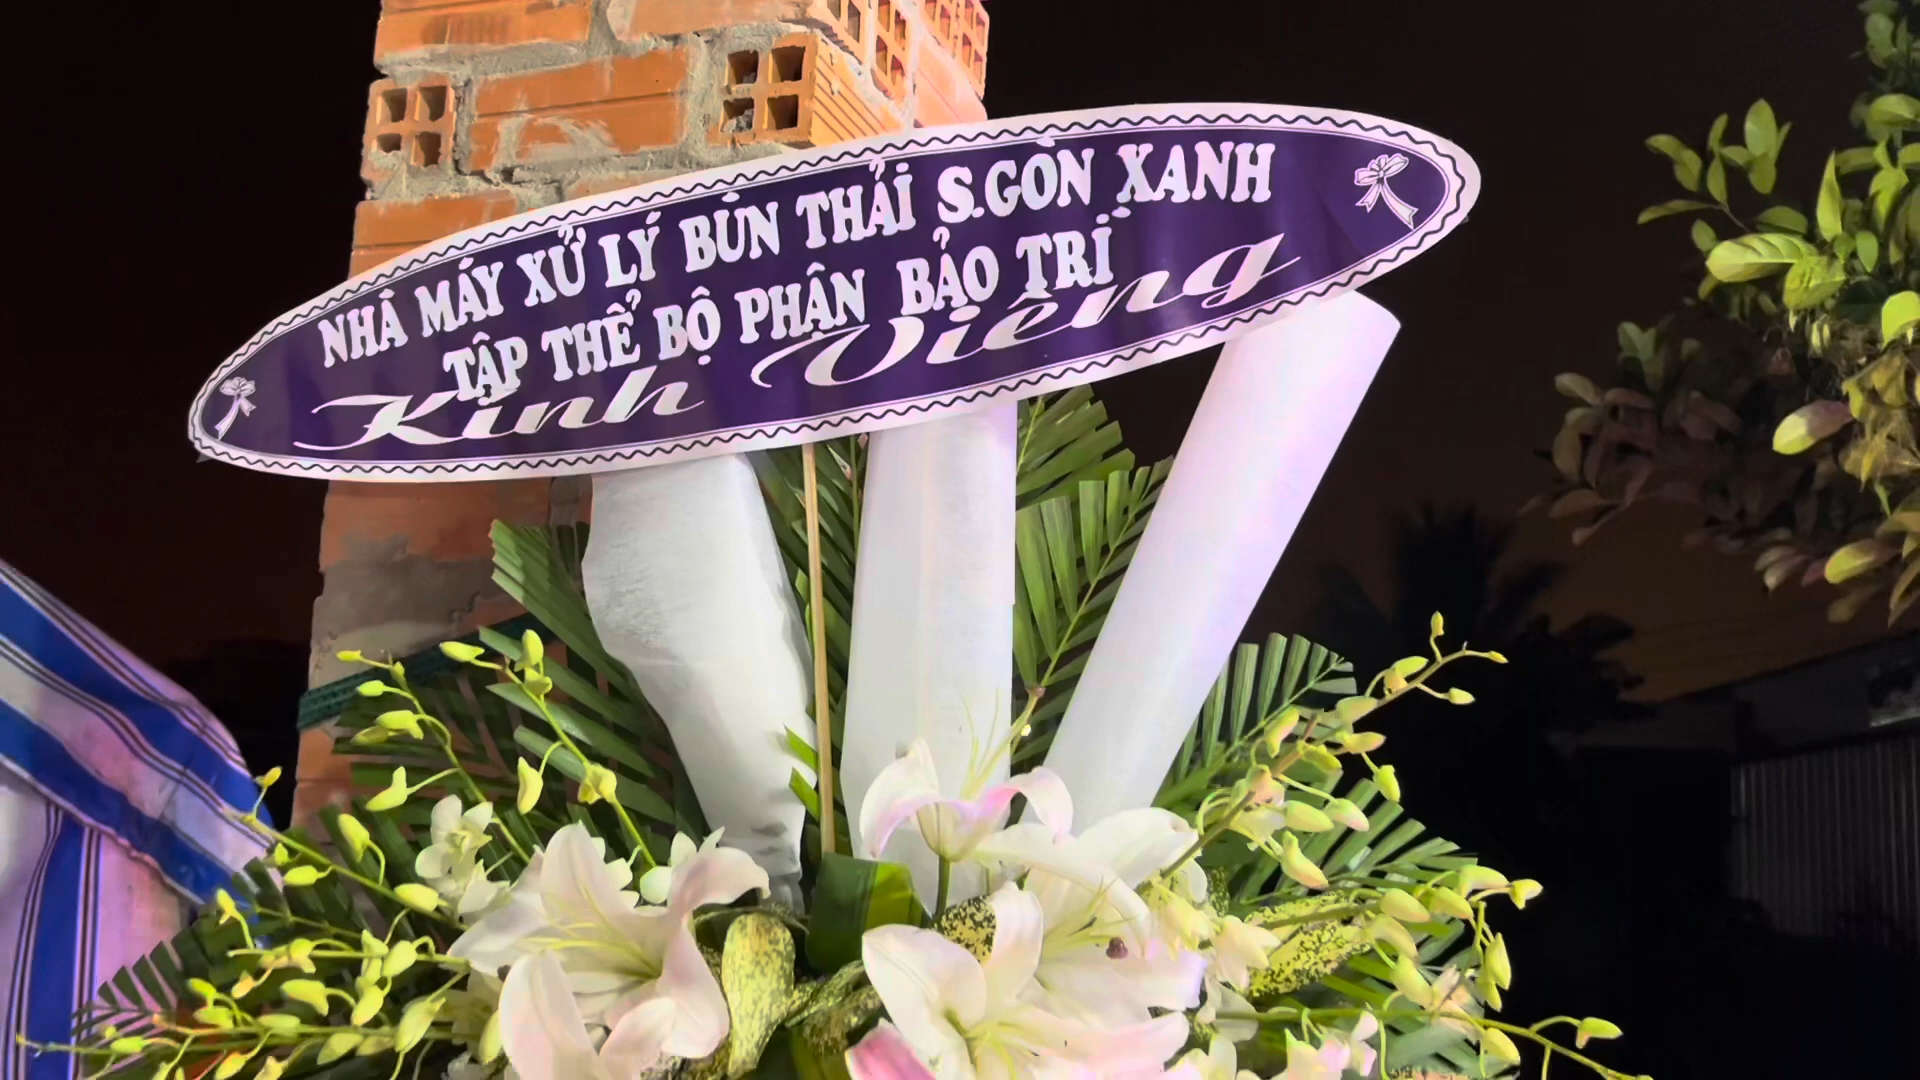 NHÀ MÁY XỬ LÝ BÙN THẢI S.GÒN XANH
TẬP THỂ BỘ PHẬN BẢO TRÌ
Kính Viếng